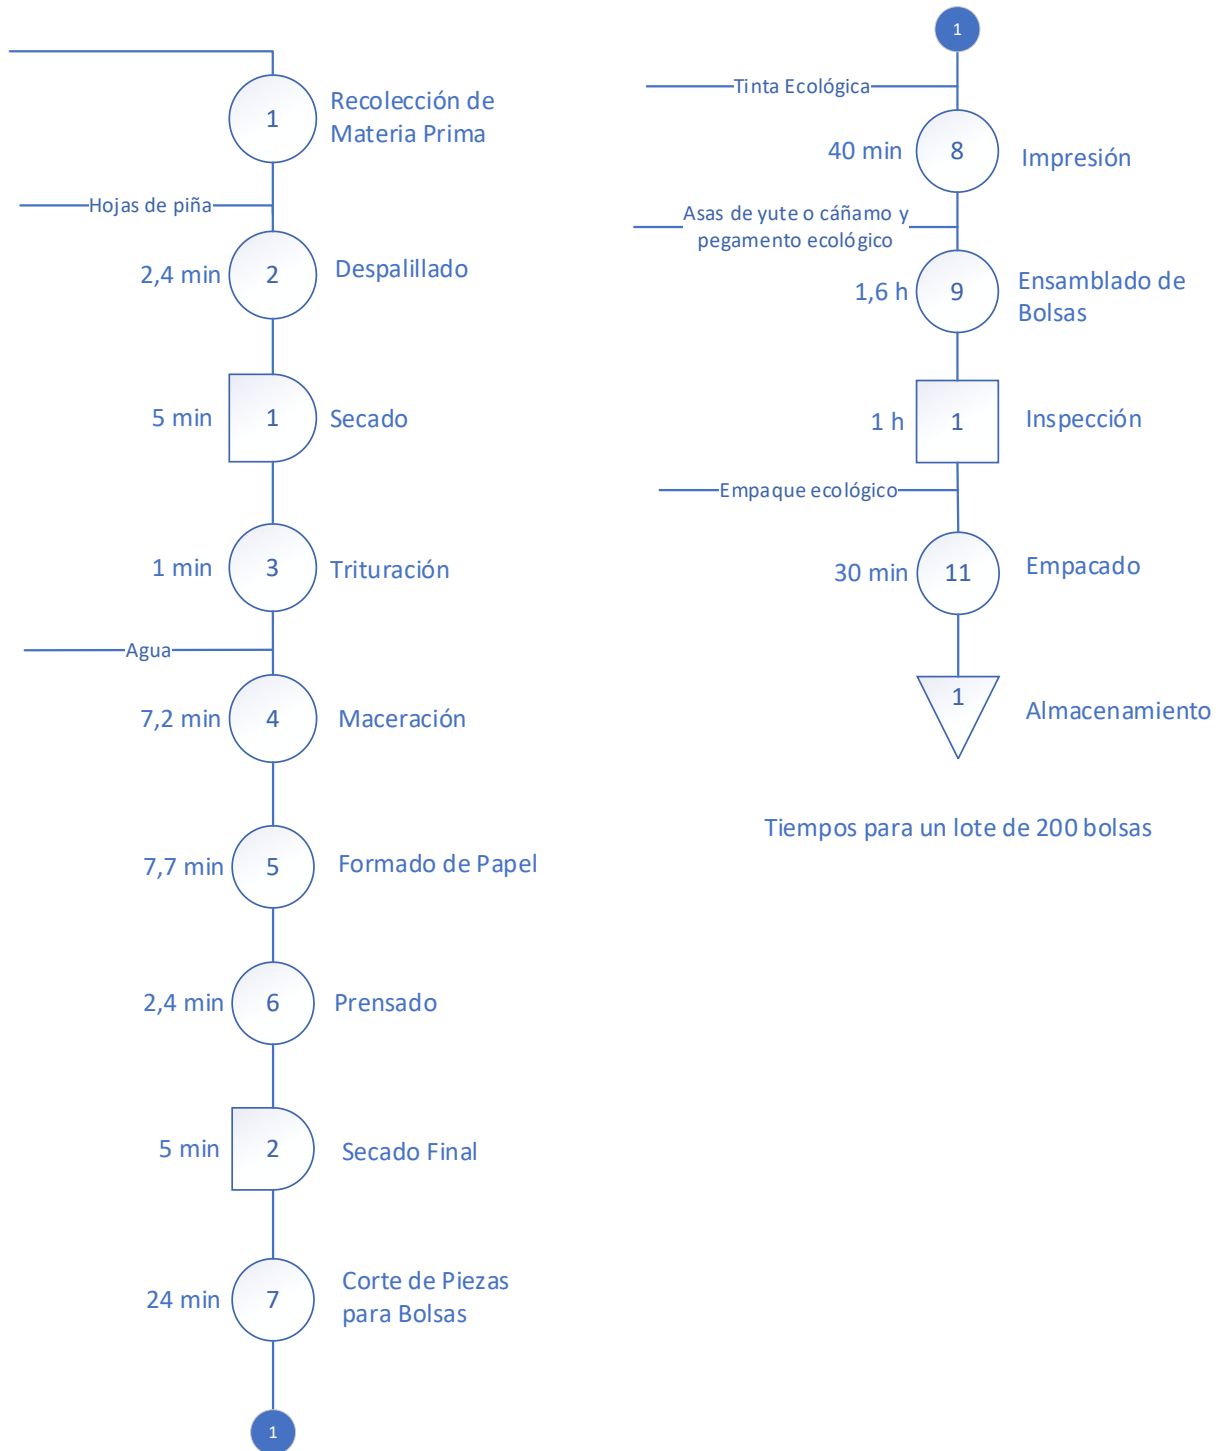 1
Recolección de
Materia Prima
Hojas de piña
2,4 min
2
Despalillado
5 min
1
Secado
1 min
3
Trituración
Agua
7,2 min
4
Maceración
7,7 min
5
Formado de Papel
2,4 min
6
Prensado
5 min
2
Secado Final
24 min
7
Corte de Piezas
para Bolsas
1
1
Tinta Ecológica
40 min
8
Impresión
Asas de yute o cáñamo y
pegamento ecológico
1,6 h
9
Ensamblado de
Bolsas
1 h
1
Inspección
Empaque ecológico
30 min
11
Empacado
1
Almacenamiento
Tiempos para un lote de 200 bolsas